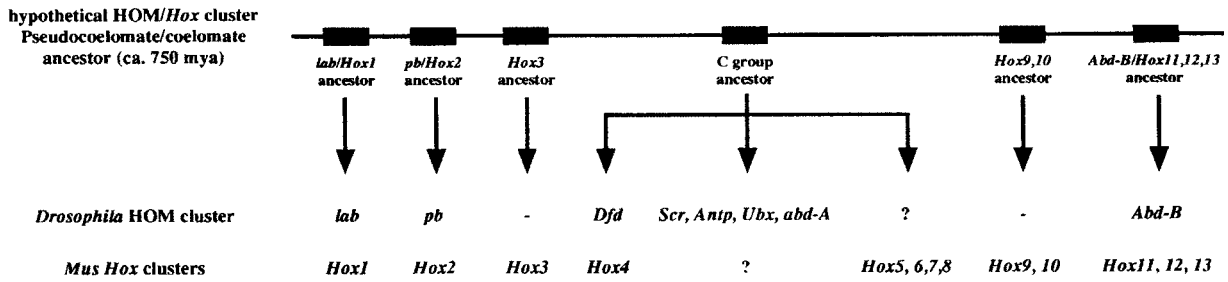 hypothetical HOM/Hox cluster
Pseudocoelomate/coelomate
ancestor (ca. 750 mya)
lab/Hox1 pb/Hox2 Hox3 C group Hox9,10 Abd-B/Hox11,12,13
ancestor ancestor ancestor ancestor ancestor ancestor
Drosophila HOM cluster lab pb - Dfd Scr, Antp, Ubx, abd-A ? - Abd-B
Mus Hox clusters Hox1 Hox2 Hox3 Hox4 ? Hox5, 6,7,8 Hox9, 10 Hox11, 12, 13